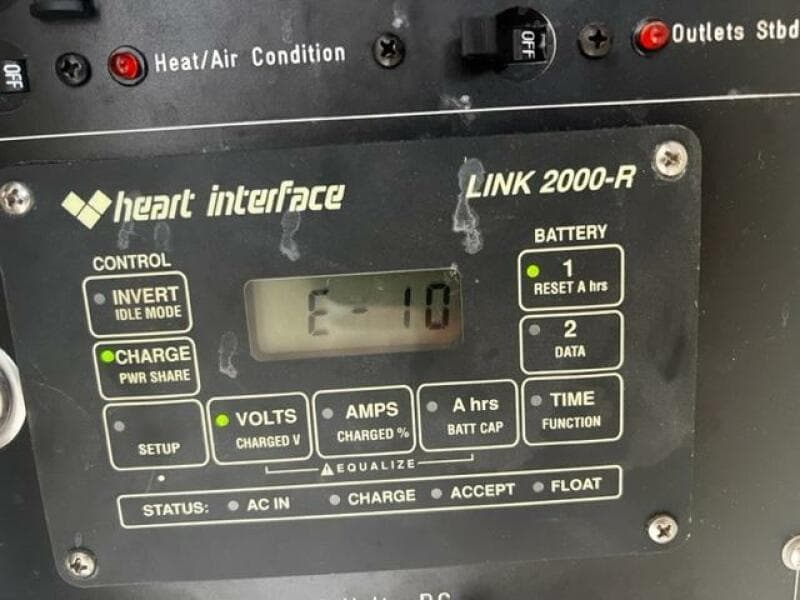 OFF
Heat/Air Condition
OFF
Outlets Stbd
heart interface
LINK 2000-R
CONTROL
INVERT
IDLE MODE
CHARGE
PWR SHARE
SETUP
E-10
BATTERY
1
RESET A hrs
2
DATA
VOLTS
CHARGED V
AMPS
CHARGED %
A hrs
BATT CAP
TIME
FUNCTION
EQUALIZE
STATUS: AC IN CHARGE ACCEPT FLOAT
DC